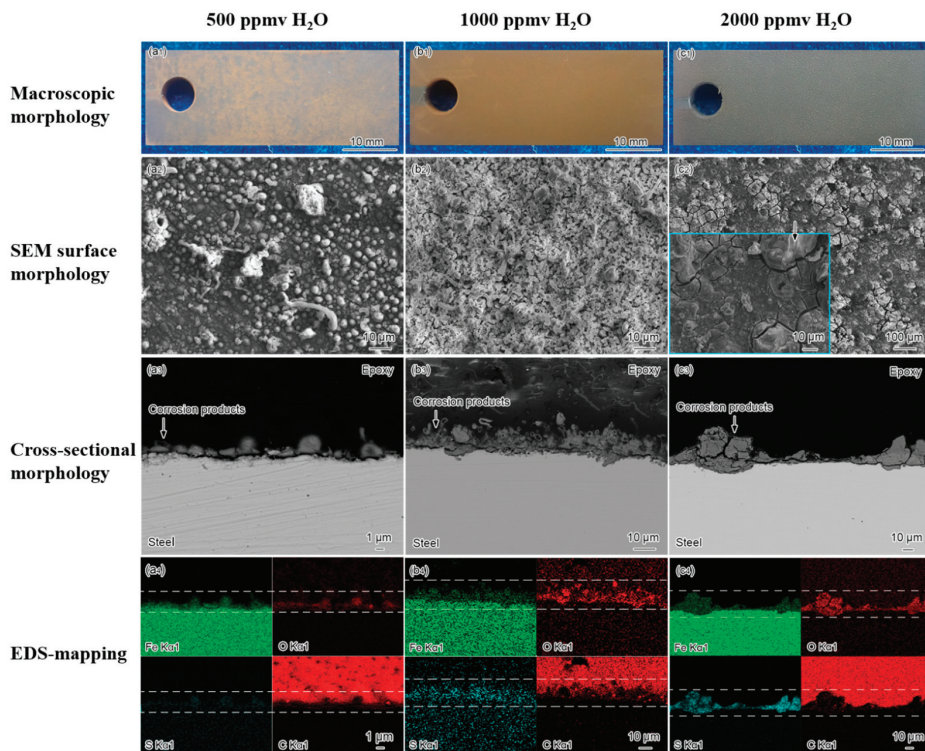 500 ppmv H₂O 1000 ppmv H₂O 2000 ppmv H₂O
Macroscopic
morphology
(a1) (b1) (c1)
10 mm 10 mm 10 mm
SEM surface
morphology
(a2) (b2) (c2)
10 µm 10 µm 10 µm 100 µm
Cross-sectional
morphology
(a3) Epoxy (b3) Epoxy (c3) Epoxy
Corrosion products Corrosion products Corrosion products
Steel 1 µm Steel 10 µm Steel 10 µm
EDS-mapping
(a4) (b4) (c4)
Fe Kα1 O Kα1 Fe Kα1 O Kα1 Fe Kα1 O Kα1
S Kα1 C Kα1 1 µm S Kα1 C Kα1 10 µm S Kα1 C Kα1 10 µm